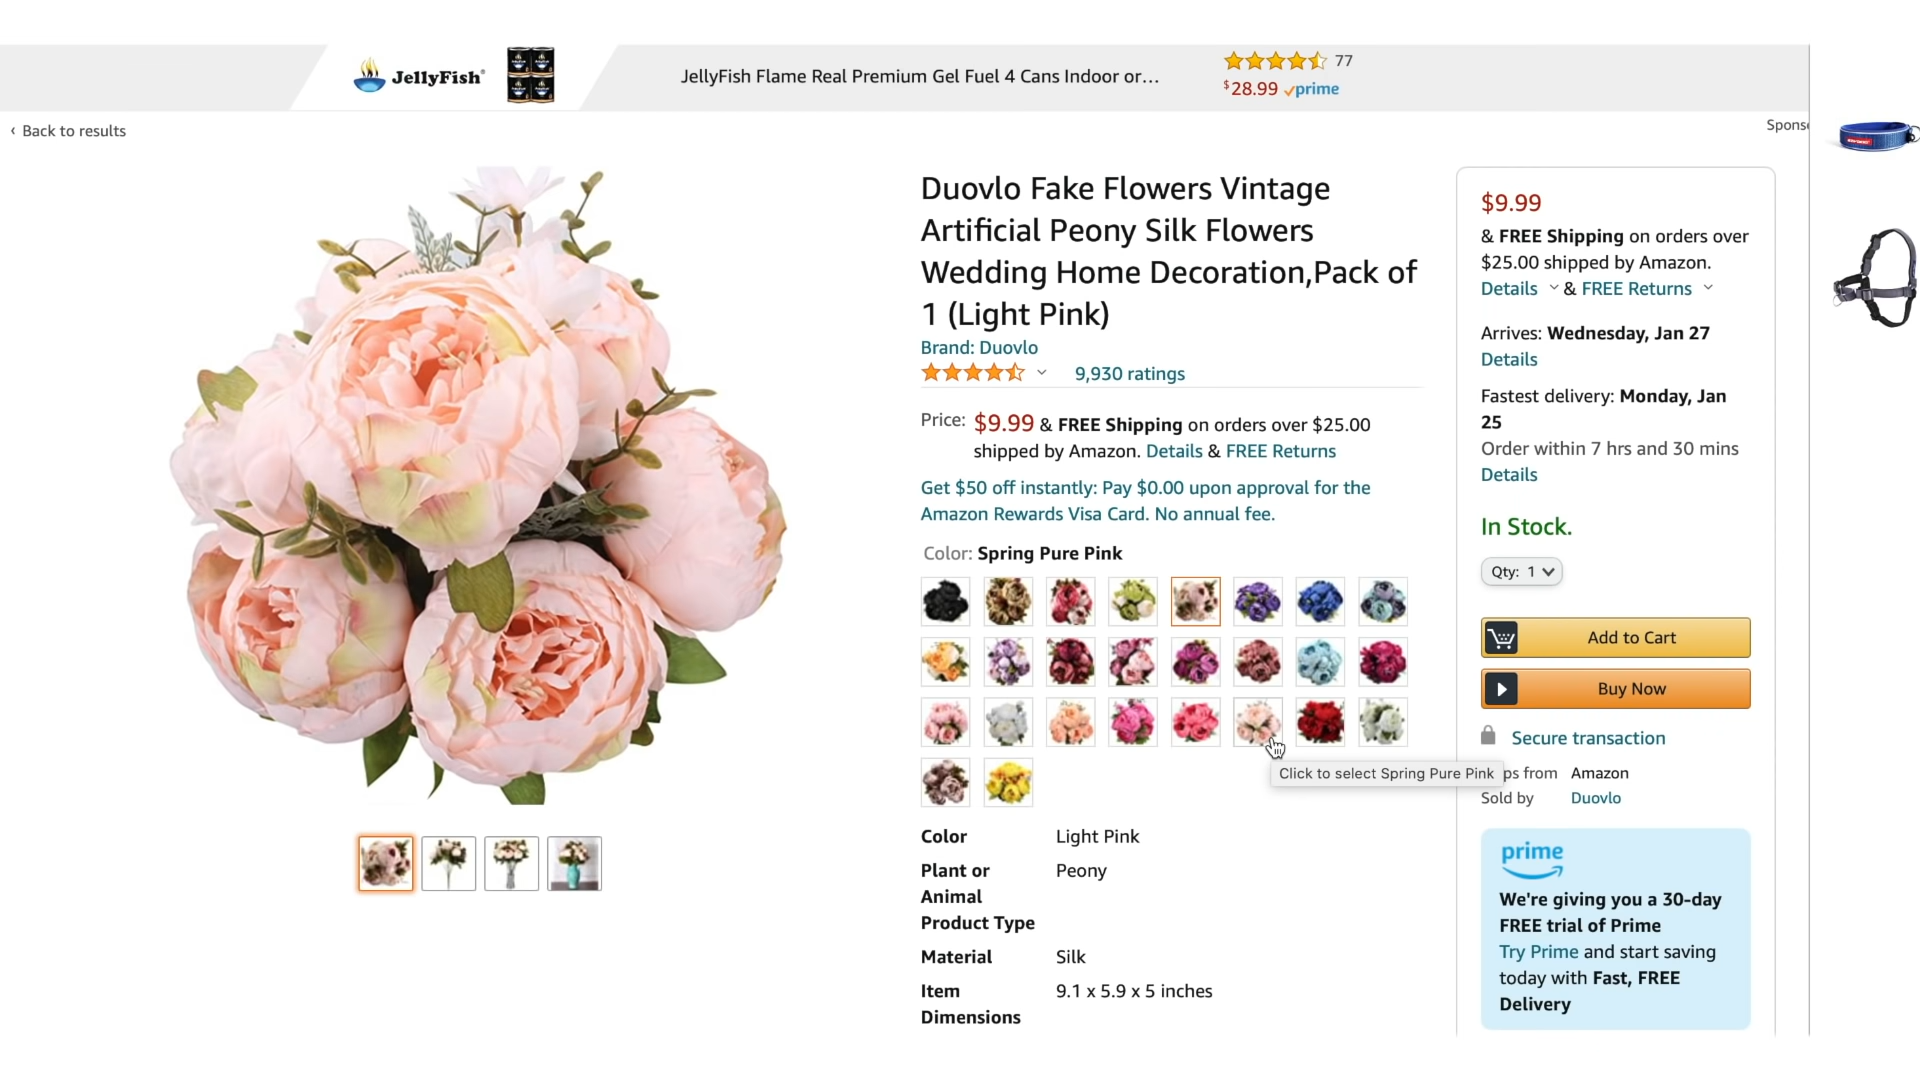 JellyFish
JellyFish Flame Real Premium Gel Fuel 4 Cans Indoor or…
77
$28.99 prime
‹ Back to results
Duovlo Fake Flowers Vintage
Artificial Peony Silk Flowers
Wedding Home Decoration,Pack of
1 (Light Pink)
Brand: Duovlo
9,930 ratings
Price: $9.99 & FREE Shipping on orders over $25.00
shipped by Amazon. Details & FREE Returns
Get $50 off instantly: Pay $0.00 upon approval for the
Amazon Rewards Visa Card. No annual fee.
Color: Spring Pure Pink
Click to select Spring Pure Pink
Color Light Pink
Plant or Peony
Animal
Product Type
Material Silk
Item 9.1 x 5.9 x 5 inches
Dimensions
$9.99
& FREE Shipping on orders over
$25.00 shipped by Amazon.
Details & FREE Returns
Arrives: Wednesday, Jan 27
Details
Fastest delivery: Monday, Jan
25
Order within 7 hrs and 30 mins
Details
In Stock.
Qty: 1
Add to Cart
Buy Now
Secure transaction
ps from Amazon
Sold by Duovlo
prime
We're giving you a 30-day
FREE trial of Prime
Try Prime and start saving
today with Fast, FREE
Delivery